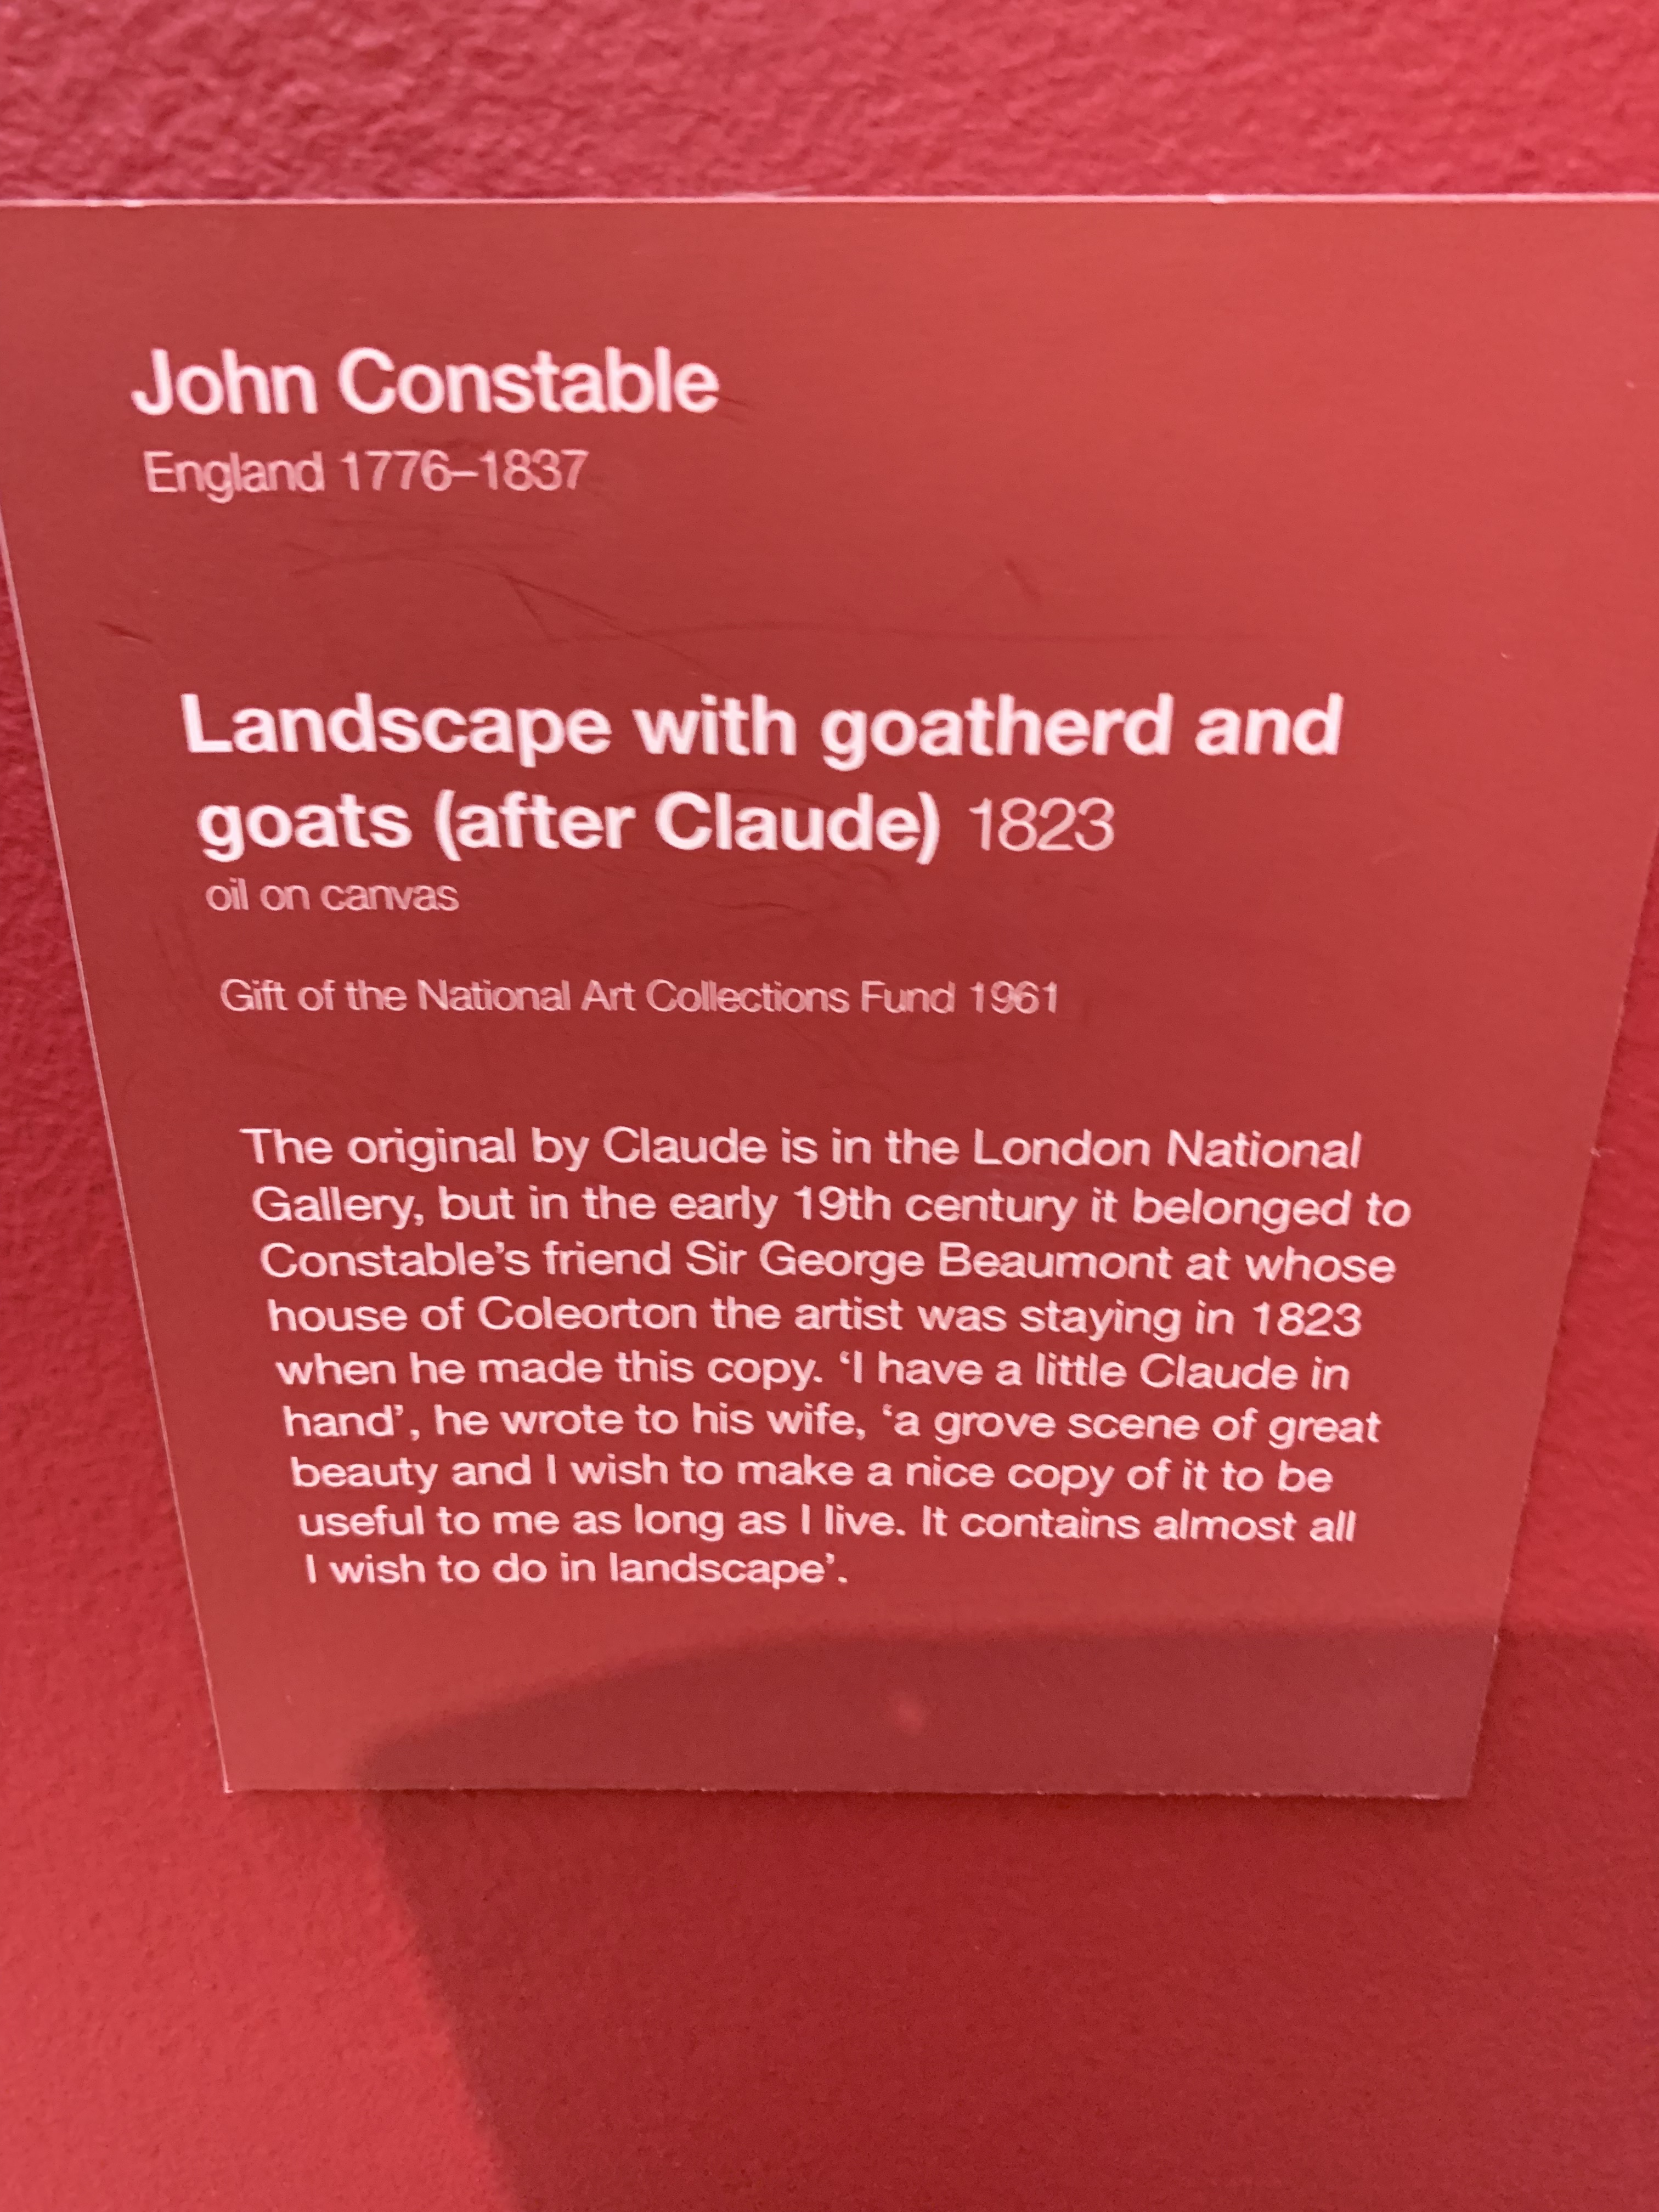 John Constable
England 1776–1837
Landscape with goatherd and
goats (after Claude) 1823
oil on canvas
Gift of the National Art Collections Fund 1961
The original by Claude is in the London National
Gallery, but in the early 19th century it belonged to
Constable’s friend Sir George Beaumont at whose
house of Coleorton the artist was staying in 1823
when he made this copy. ‘I have a little Claude in
hand’, he wrote to his wife, ‘a grove scene of great
beauty and I wish to make a nice copy of it to be
useful to me as long as I live. It contains almost all
I wish to do in landscape’.